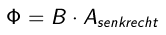 Φ = B · A_senkrecht